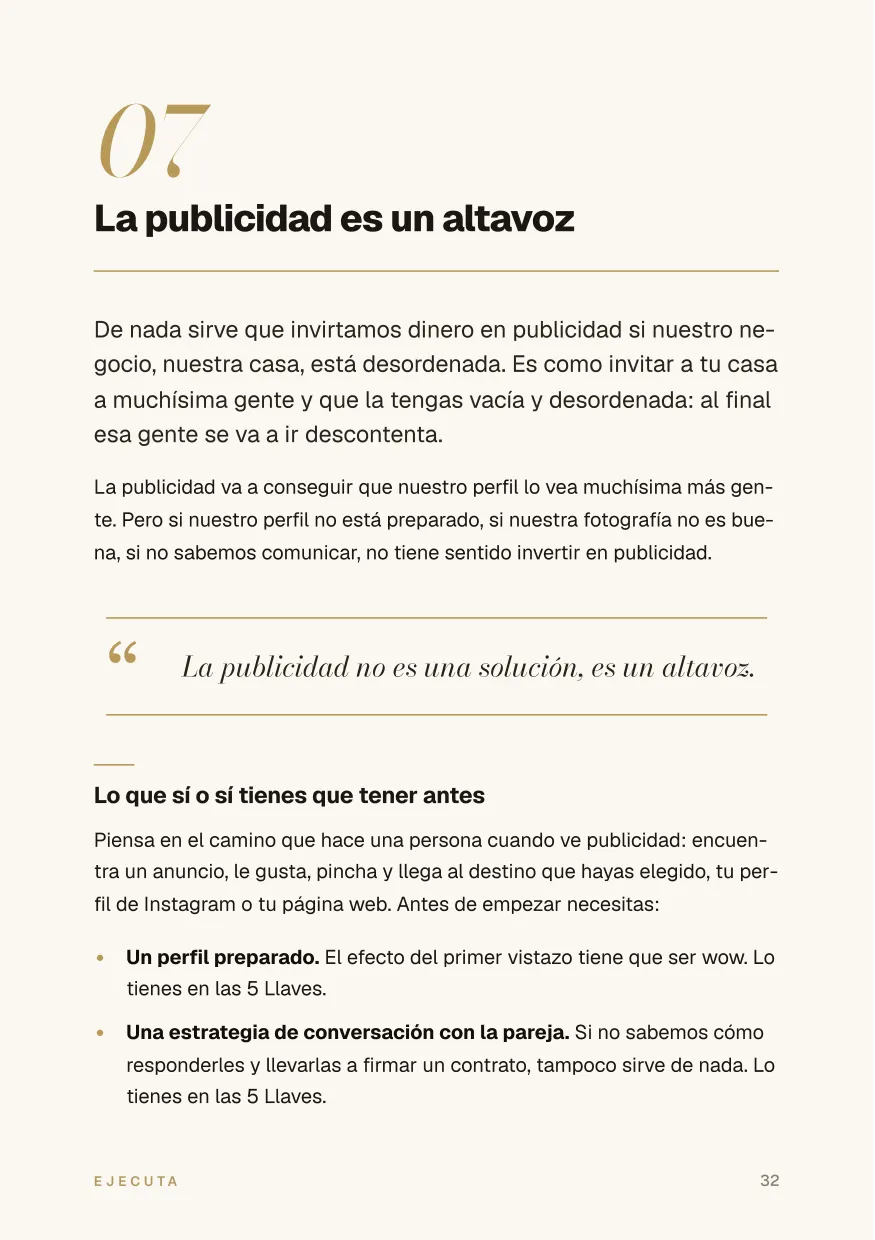 07
La publicidad es un altavoz
De nada sirve que invirtamos dinero en publicidad si nuestro ne-
gocio, nuestra casa, está desordenada. Es como invitar a tu casa
a muchísima gente y que la tengas vacía y desordenada: al final
esa gente se va a ir descontenta.
La publicidad va a conseguir que nuestro perfil lo vea muchísima más gen-
te. Pero si nuestro perfil no está preparado, si nuestra fotografía no es bue-
na, si no sabemos comunicar, no tiene sentido invertir en publicidad.
“ La publicidad no es una solución, es un altavoz.
Lo que sí o sí tienes que tener antes
Piensa en el camino que hace una persona cuando ve publicidad: encuen-
tra un anuncio, le gusta, pincha y llega al destino que hayas elegido, tu per-
fil de Instagram o tu página web. Antes de empezar necesitas:
• Un perfil preparado. El efecto del primer vistazo tiene que ser wow. Lo
tienes en las 5 Llaves.
• Una estrategia de conversación con la pareja. Si no sabemos cómo
responderles y llevarlas a firmar un contrato, tampoco sirve de nada. Lo
tienes en las 5 Llaves.
EJECUTA 32